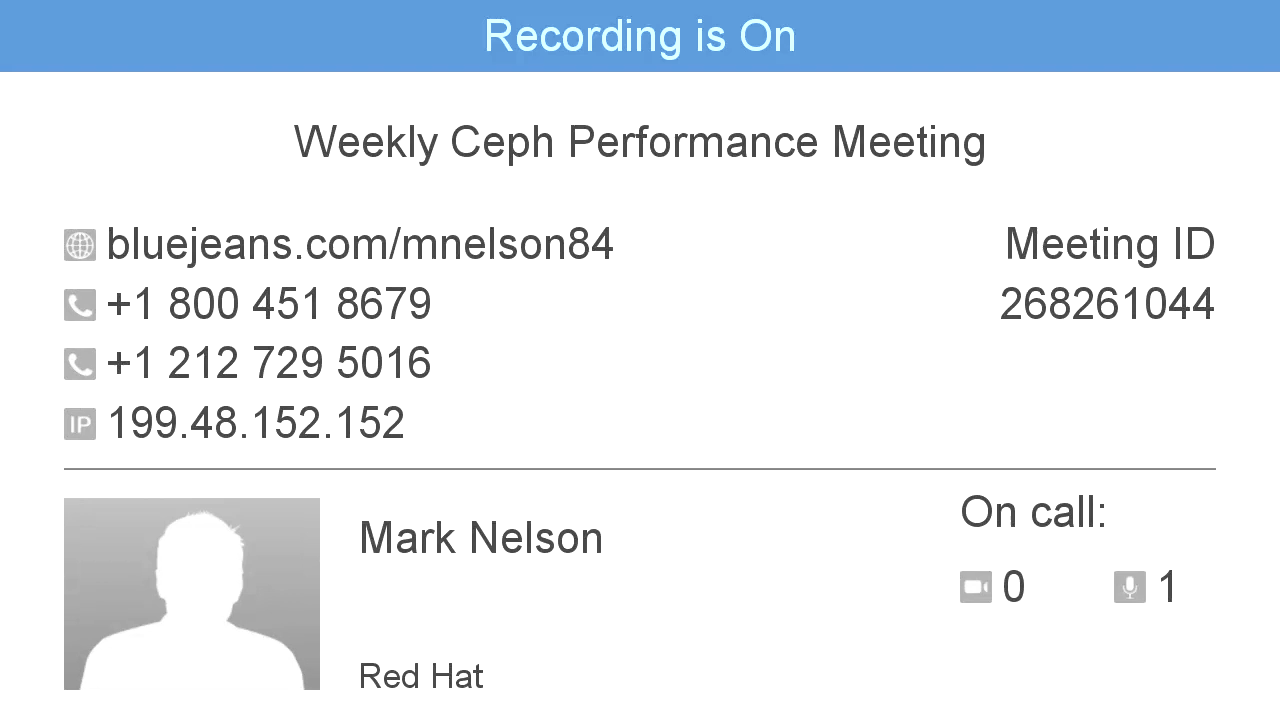 Recording is On
Weekly Ceph Performance Meeting
bluejeans.com/mnelson84
+1 800 451 8679
+1 212 729 5016
IP 199.48.152.152
Meeting ID
268261044
Mark Nelson
Red Hat
On call:
0 1